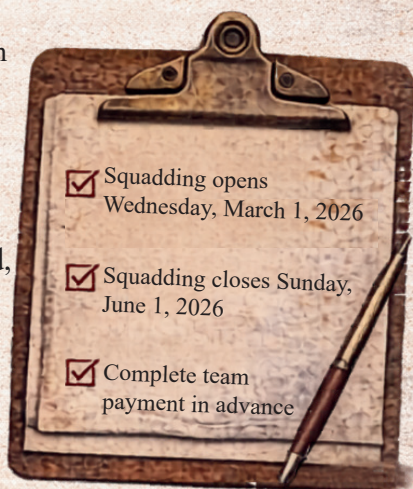 Squadding opens
Wednesday, March 1, 2026
Squadding closes Sunday,
June 1, 2026
Complete team
payment in advance